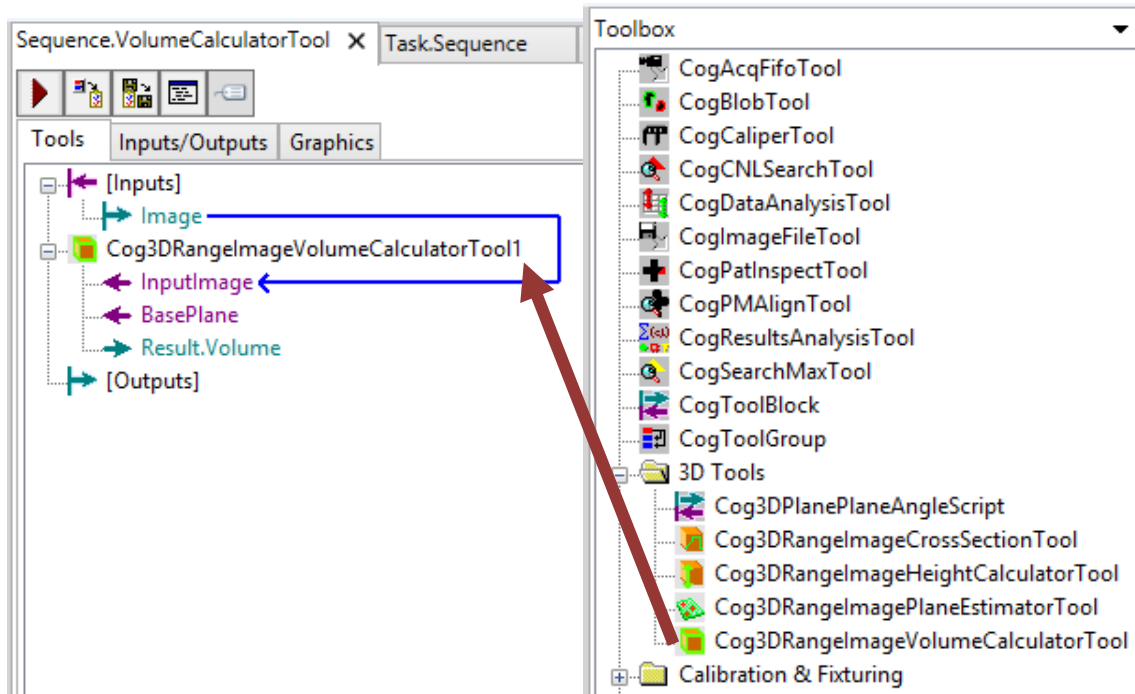 Sequence.VolumeCalculatorTool X
Task.Sequence
Tools
Inputs/Outputs
Graphics
[Inputs]
Image
Cog3DRangeImageVolumeCalculatorTool1
InputImage
BasePlane
Result.Volume
[Outputs]
Toolbox
CogAcqFifoTool
CogBlobTool
CogCaliperTool
CogCNLSearchTool
CogDataAnalysisTool
CogImageFileTool
CogPatInspectTool
CogPMAlignTool
CogResultsAnalysisTool
CogSearchMaxTool
CogToolBlock
CogToolGroup
3D Tools
Cog3DPlanePlaneAngleScript
Cog3DRangeImageCrossSectionTool
Cog3DRangeImageHeightCalculatorTool
Cog3DRangeImagePlaneEstimatorTool
Cog3DRangeImageVolumeCalculatorTool
Calibration & Fixturing